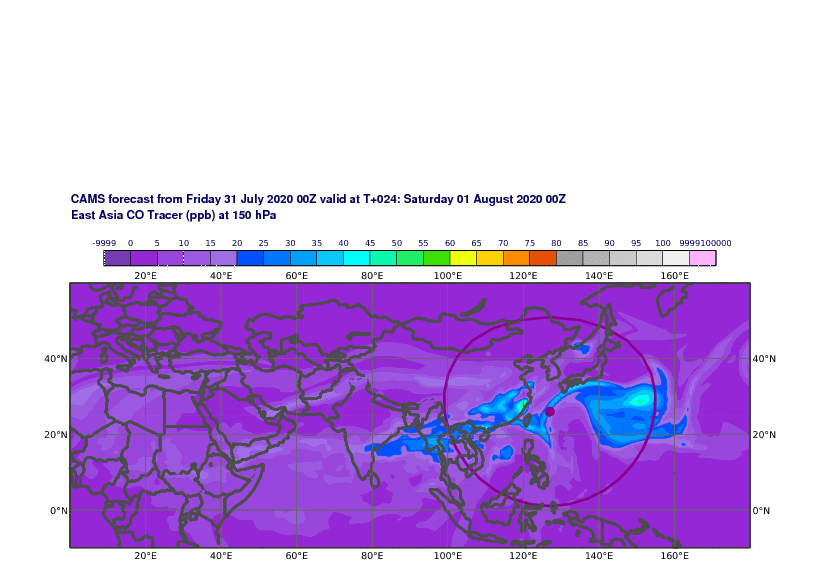 CAMS forecast from Friday 31 July 2020 00Z valid at T+024: Saturday 01 August 2020 00Z
East Asia CO Tracer (ppb) at 150 hPa
-9999 0 5 10 15 20 25 30 35 40 45 50 55 60 65 70 75 80 85 90 95 100 9999100000
20°E 40°E 60°E 80°E 100°E 120°E 140°E 160°E
40°N 40°N
20°N 20°N
0°N 0°N
20°E 40°E 60°E 80°E 100°E 120°E 140°E 160°E